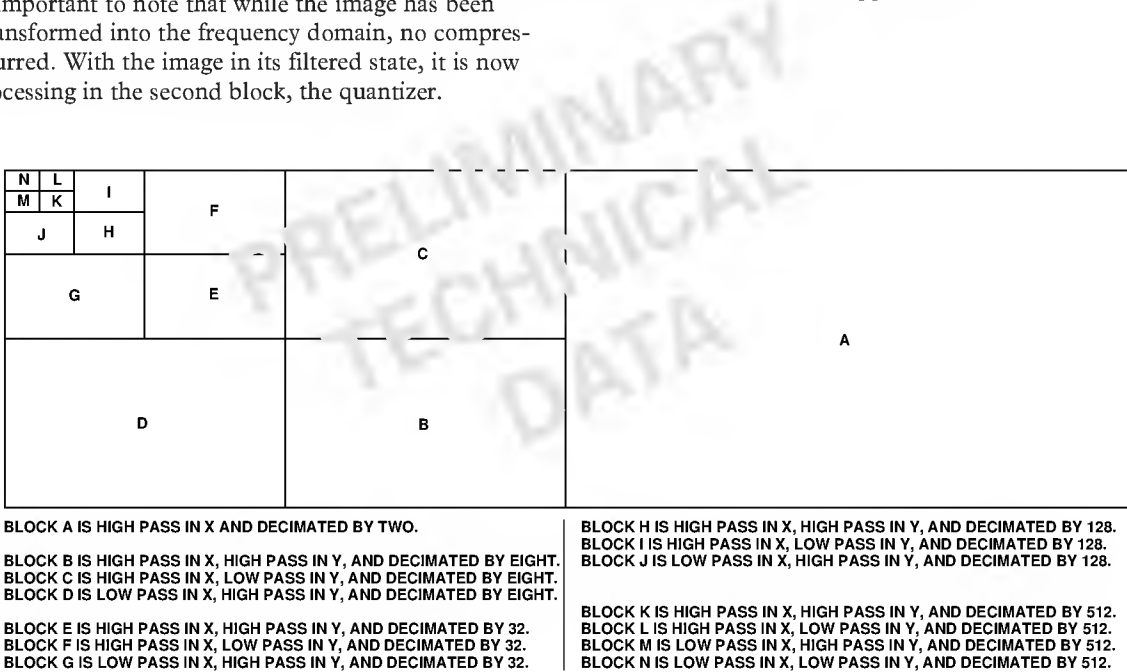 important to note that while the image has been
ansformed into the frequency domain, no compres-
urred. With the image in its filtered state, it is now
ocessing in the second block, the quantizer.
PRELIMINARY
TECHNICAL
DATA
N L
I
F
M K
J H
C
G E
A
D B
BLOCK A IS HIGH PASS IN X AND DECIMATED BY TWO.
BLOCK B IS HIGH PASS IN X, HIGH PASS IN Y, AND DECIMATED BY EIGHT.
BLOCK C IS HIGH PASS IN X, LOW PASS IN Y, AND DECIMATED BY EIGHT.
BLOCK D IS LOW PASS IN X, HIGH PASS IN Y, AND DECIMATED BY EIGHT.
BLOCK E IS HIGH PASS IN X, HIGH PASS IN Y, AND DECIMATED BY 32.
BLOCK F IS HIGH PASS IN X, LOW PASS IN Y, AND DECIMATED BY 32.
BLOCK G IS LOW PASS IN X, HIGH PASS IN Y, AND DECIMATED BY 32.
BLOCK H IS HIGH PASS IN X, HIGH PASS IN Y, AND DECIMATED BY 128.
BLOCK I IS HIGH PASS IN X, LOW PASS IN Y, AND DECIMATED BY 128.
BLOCK J IS LOW PASS IN X, HIGH PASS IN Y, AND DECIMATED BY 128.
BLOCK K IS HIGH PASS IN X, HIGH PASS IN Y, AND DECIMATED BY 512.
BLOCK L IS HIGH PASS IN X, LOW PASS IN Y, AND DECIMATED BY 512.
BLOCK M IS LOW PASS IN X, HIGH PASS IN Y, AND DECIMATED BY 512.
BLOCK N IS LOW PASS IN X, LOW PASS IN Y, AND DECIMATED BY 512.